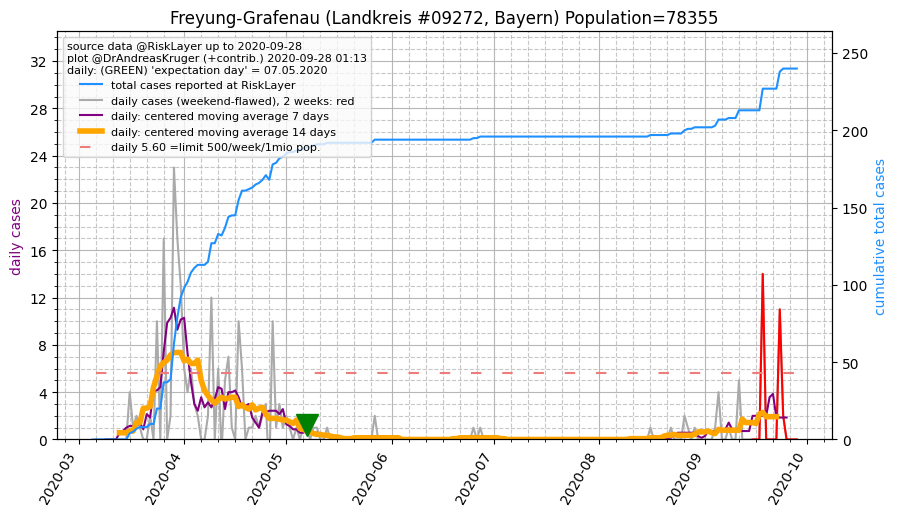 Freyung-Grafenau (Landkreis #09272, Bayern) Population=78355
source data @RiskLayer up to 2020-09-28
plot @DrAndreasKruger (+contrib.) 2020-09-28 01:13
daily: (GREEN) 'expectation day' = 07.05.2020
total cases reported at RiskLayer
daily cases (weekend-flawed), 2 weeks: red
daily: centered moving average 7 days
daily: centered moving average 14 days
daily 5.60 =limit 500/week/1mio pop.
daily cases
32
28
24
20
16
12
8
4
0
cumulative total cases
250
200
150
100
50
0
2020-03
2020-04
2020-05
2020-06
2020-07
2020-08
2020-09
2020-10